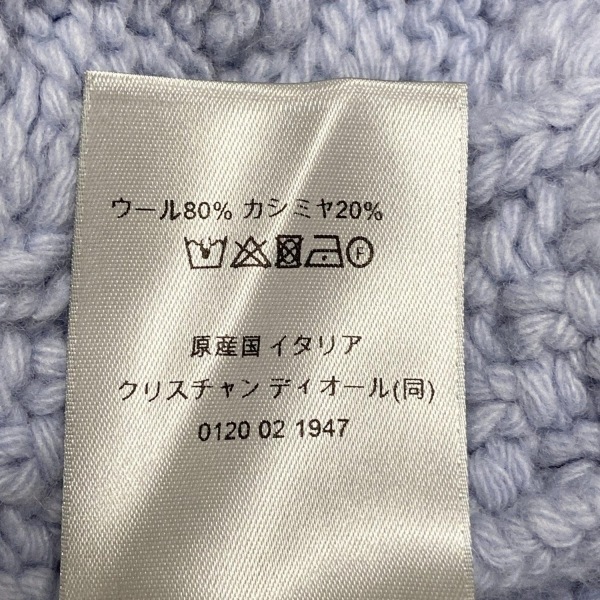 ウール80% カシミヤ20%
F
原産国 イタリア
クリスチャン ディオール(同)
0120 02 1947